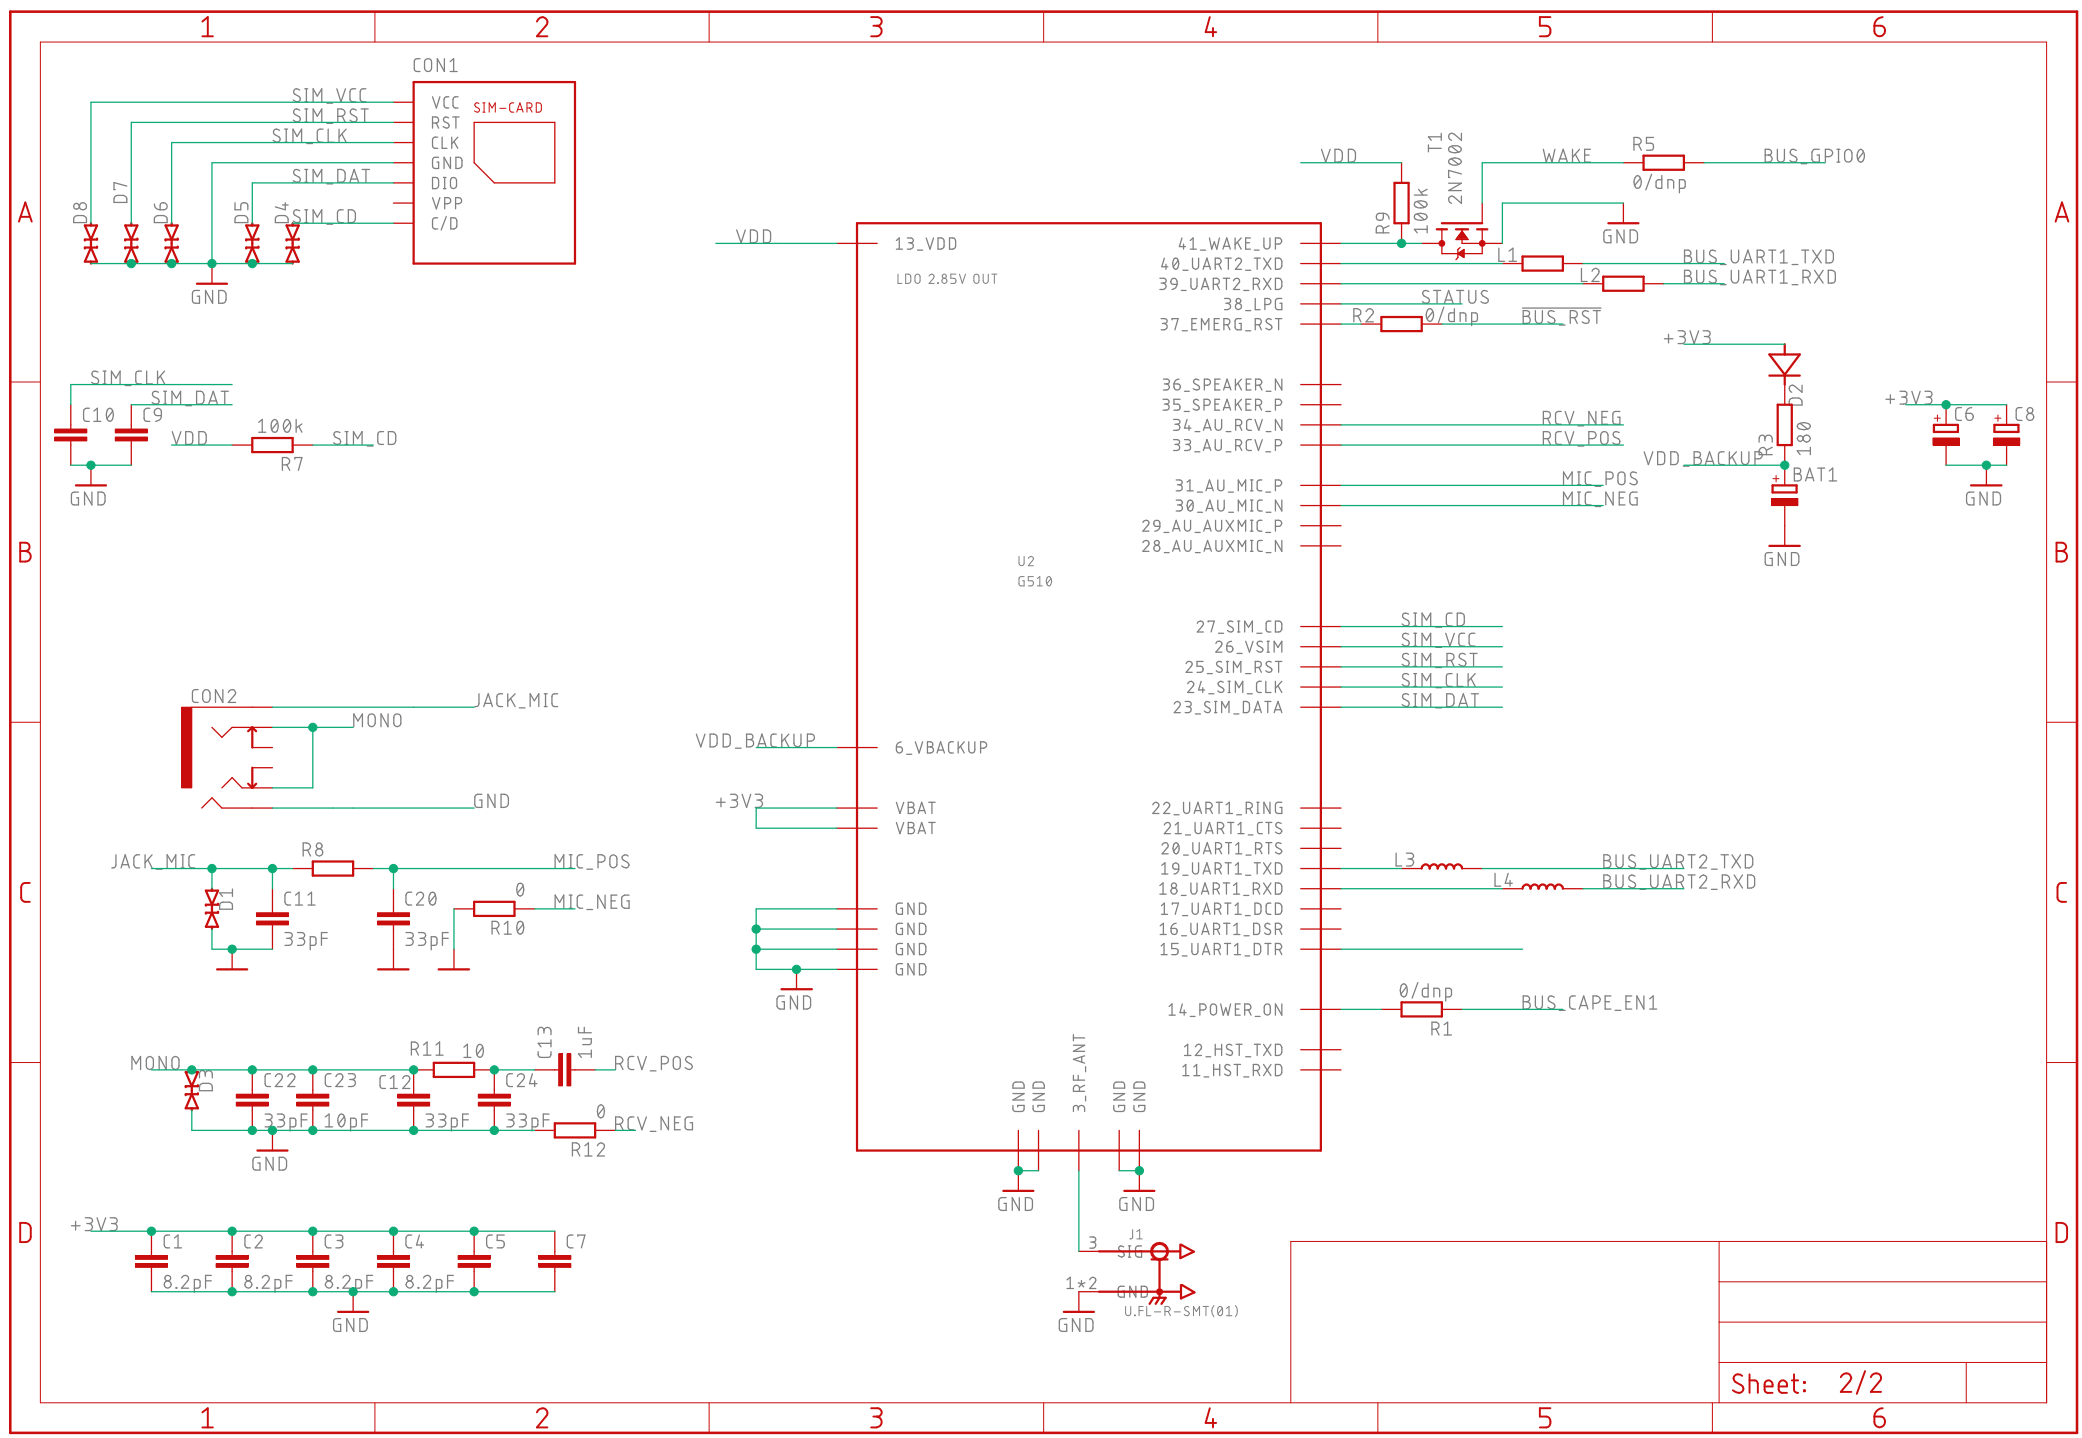 1 2 3 4 5 6
A A
B B
C C
D D
CON1
SIM-CARD
SIM_VCC VCC
SIM_RST RST
SIM_CLK CLK
GND
SIM_DAT DIO
VPP
SIM_CD C/D
D8 D7 D6 D5 D4
GND
SIM_CLK
SIM_DAT
C10 C9
GND
VDD 100k SIM_CD
R7
CON2
JACK_MIC
MONO
GND
JACK_MIC R8 MIC_POS
D1 C11 C20
33pF 33pF
0 MIC_NEG
R10
MONO R11 10 C13 1uF RCV_POS
D3 C22 C23 C12 C24
33pF 10pF 33pF 33pF
0 RCV_NEG
R12
GND
+3V3
C1 C2 C3 C4 C5 C7
8.2pF 8.2pF 8.2pF 8.2pF
GND
VDD 13_VDD
LDO 2.85V OUT
U2
G510
VDD_BACKUP 6_VBACKUP
+3V3 VBAT
VBAT
GND
GND
GND
GND
GND
41_WAKE_UP
40_UART2_TXD
39_UART2_RXD
38_LPG
37_EMERG_RST
36_SPEAKER_N
35_SPEAKER_P
34_AU_RCV_N RCV_NEG
33_AU_RCV_P RCV_POS
31_AU_MIC_P MIC_POS
30_AU_MIC_N MIC_NEG
29_AU_AUXMIC_P
28_AU_AUXMIC_N
27_SIM_CD SIM_CD
26_VSIM SIM_VCC
25_SIM_RST SIM_RST
24_SIM_CLK SIM_CLK
23_SIM_DATA SIM_DAT
22_UART1_RING
21_UART1_CTS
20_UART1_RTS
19_UART1_TXD L3 BUS_UART2_TXD
18_UART1_RXD L4 BUS_UART2_RXD
17_UART1_DCD
16_UART1_DSR
15_UART1_DTR
14_POWER_ON 0/dnp BUS_CAPE_EN1
R1
12_HST_TXD
11_HST_RXD
GND GND 3_RF_ANT GND GND
GND GND
J1
3 SIG
1*2 GND
U.FL-R-SMT(01)
GND
VDD R9 100k
T1 2N7002
WAKE R5 BUS_GPIO0
0/dnp
GND
L1 BUS_UART1_TXD
L2 BUS_UART1_RXD
STATUS
R2 0/dnp BUS_RST
+3V3
D2
R3 180
VDD_BACKUP
+ BAT1
GND
+3V3
+ C6 + C8
GND
Sheet: 2/2
1 2 3 4 5 6